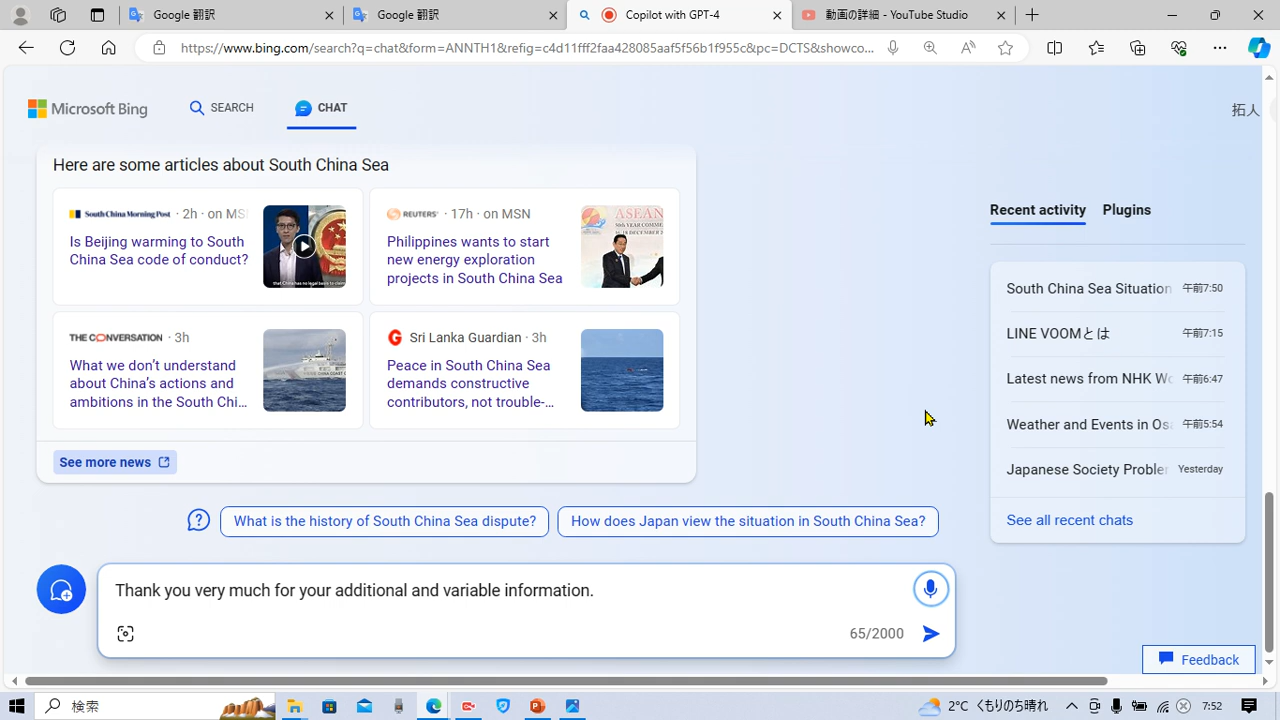 Google 翻訳
Google 翻訳
Copilot with GPT-4
動画の詳細 - YouTube Studio
https://www.bing.com/search?q=chat&form=ANNTH1&refig=c4d11fff2faa428085aaf5f56b1f955c&pc=DCTS&showco...
Microsoft Bing
SEARCH
CHAT
拓人
Here are some articles about South China Sea
South China Morning Post · 2h · on MS
Is Beijing warming to South
China Sea code of conduct?
that China has no legal basis to claim
REUTERS · 17h · on MSN
Philippines wants to start
new energy exploration
projects in South China Sea
ASEAN
THE CONVERSATION · 3h
What we don’t understand
about China’s actions and
ambitions in the South Chi...
Sri Lanka Guardian · 3h
Peace in South China Sea
demands constructive
contributors, not trouble-...
See more news
Recent activity
Plugins
South China Sea Situation 午前7:50
LINE VOOMとは 午前7:15
Latest news from NHK Wo 午前6:47
Weather and Events in Osa 午前5:54
Japanese Society Probler Yesterday
See all recent chats
What is the history of South China Sea dispute?
How does Japan view the situation in South China Sea?
Thank you very much for your additional and variable information.
65/2000
Feedback
検索
2°C くもりのち晴れ
7:52